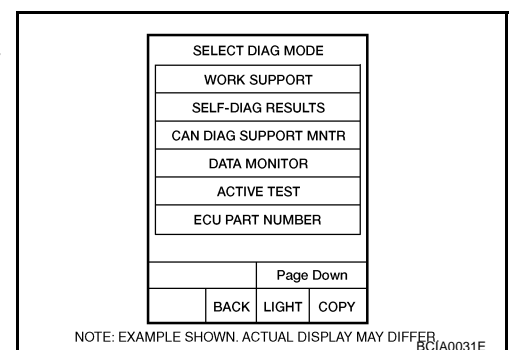 SELECT DIAG MODE
WORK SUPPORT
SELF-DIAG RESULTS
CAN DIAG SUPPORT MNTR
DATA MONITOR
ACTIVE TEST
ECU PART NUMBER
Page Down
BACK LIGHT COPY
NOTE: EXAMPLE SHOWN. ACTUAL DISPLAY MAY DIFFER
BCIA0031E